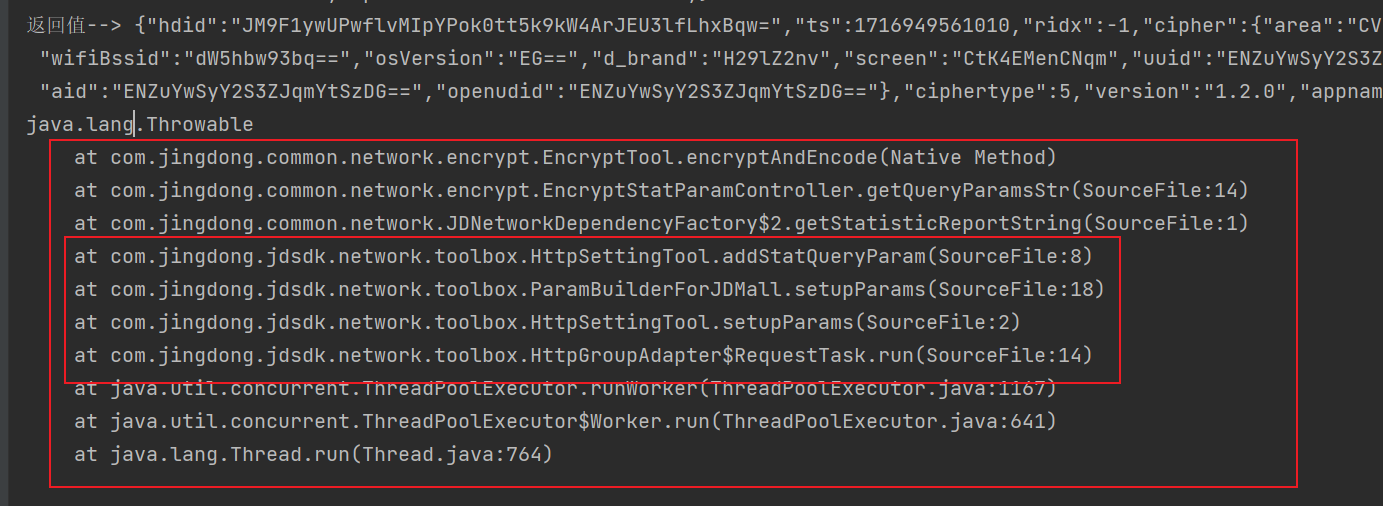 返回值--> {"hdid":"JM9F1ywUPwflvMIpYPok0tt5k9kW4ArJEU3lfLhxBqw=","ts":1716949561010,"ridx":-1,"cipher":{"area":"CV
"wifiBssid":"dW5hbw93bq==","osVersion":"EG==","d_brand":"H29lZ2nv","screen":"CtK4EMenCNqm","uuid":"ENZuYwSyY2S3Z
"aid":"ENZuYwSyY2S3ZJqmYtSzDG==","openudid":"ENZuYwSyY2S3ZJqmYtSzDG=="},"ciphertype":5,"version":"1.2.0","appnam
java.lang.Throwable
at com.jingdong.common.network.encrypt.EncryptTool.encryptAndEncode(Native Method)
at com.jingdong.common.network.encrypt.EncryptStatParamController.getQueryParamsStr(SourceFile:14)
at com.jingdong.common.network.JDNetworkDependencyFactory$2.getStatisticReportString(SourceFile:1)
at com.jingdong.jdsdk.network.toolbox.HttpSettingTool.addStatQueryParam(SourceFile:8)
at com.jingdong.jdsdk.network.toolbox.ParamBuilderForJDMall.setupParams(SourceFile:18)
at com.jingdong.jdsdk.network.toolbox.HttpSettingTool.setupParams(SourceFile:2)
at com.jingdong.jdsdk.network.toolbox.HttpGroupAdapter$RequestTask.run(SourceFile:14)
at java.util.concurrent.ThreadPoolExecutor.runWorker(ThreadPoolExecutor.java:1167)
at java.util.concurrent.ThreadPoolExecutor$Worker.run(ThreadPoolExecutor.java:641)
at java.lang.Thread.run(Thread.java:764)